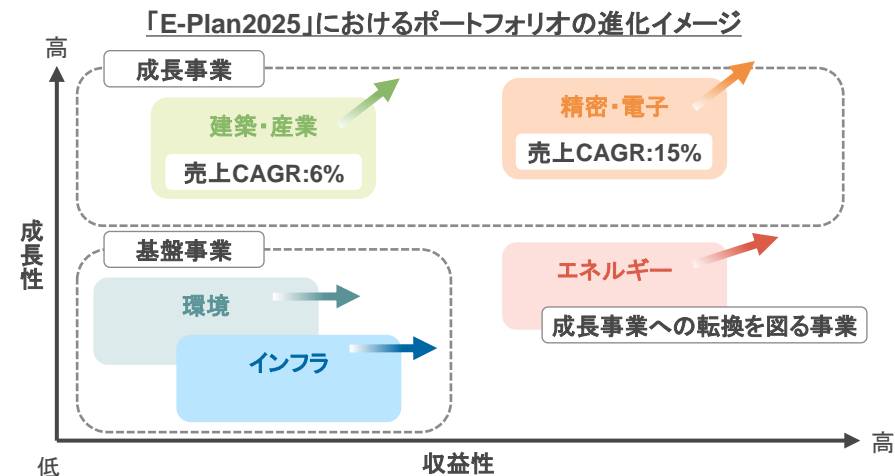 「E-Plan2025」におけるポートフォリオの進化イメージ
高
成長事業
建築・産業
売上CAGR:6%
精密・電子
売上CAGR:15%
成長性
基盤事業
環境
インフラ
エネルギー
成長事業への転換を図る事業
低
収益性
高